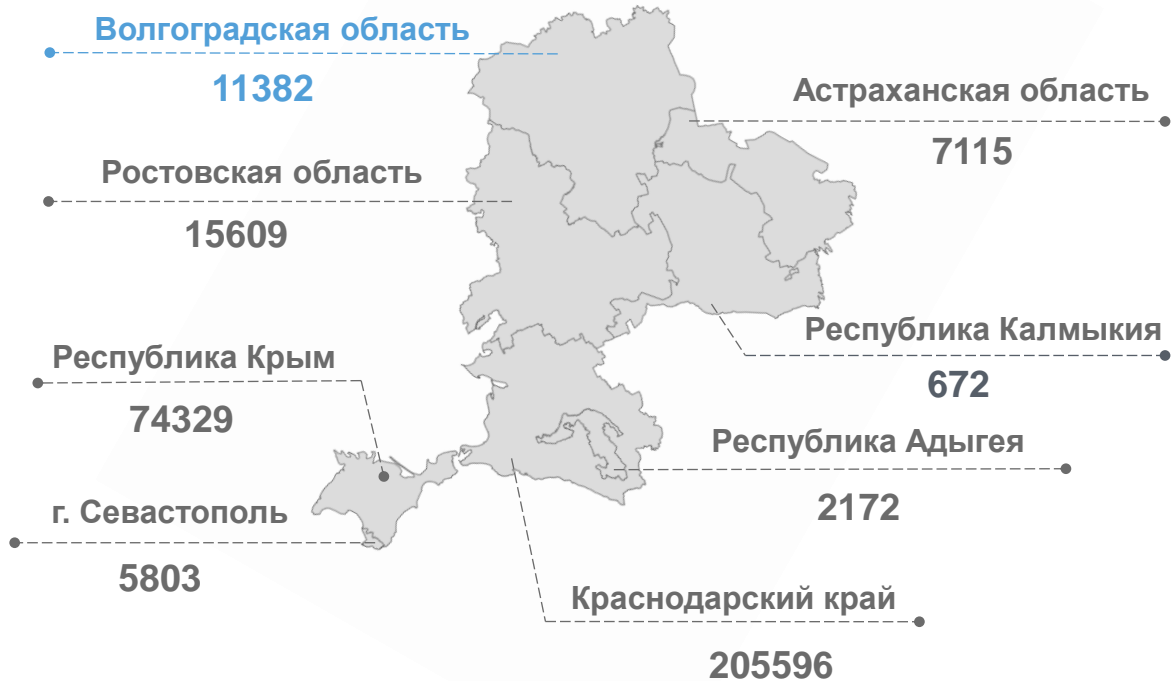 Волгоградская область
11382
Астраханская область
7115
Ростовская область
15609
Республика Калмыкия
672
Республика Крым
74329
Республика Адыгея
2172
г. Севастополь
5803
Краснодарский край
205596